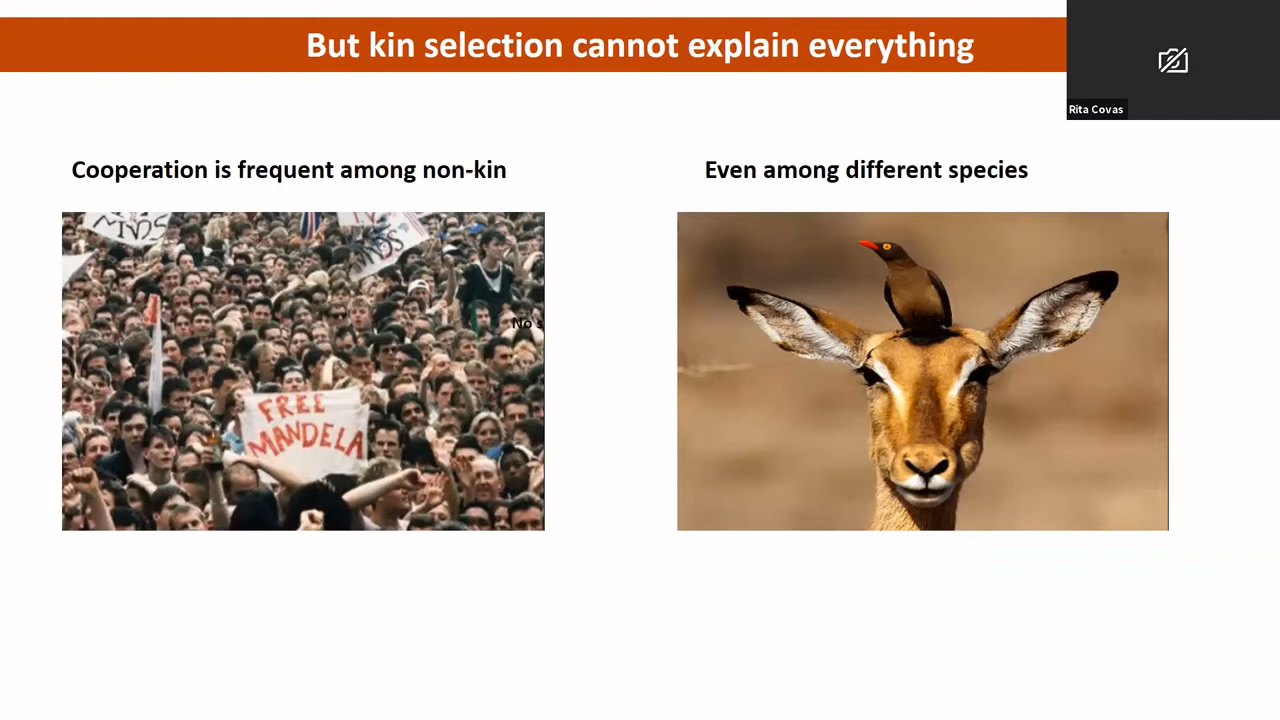 But kin selection cannot explain everything
Rita Covas
Cooperation is frequent among non-kin
Even among different species
No s
FREE
MANDELA